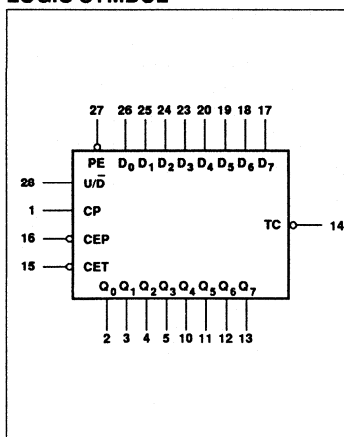 LOGIC SYMBOL
27 26 25 24 23 20 19 18 17
PE D0 D1 D2 D3 D4 D5 D6 D7
28 U/D̅
1 CP
TC 14
16 CEP
15 CET
Q0 Q1 Q2 Q3 Q4 Q5 Q6 Q7
2 3 4 5 10 11 12 13